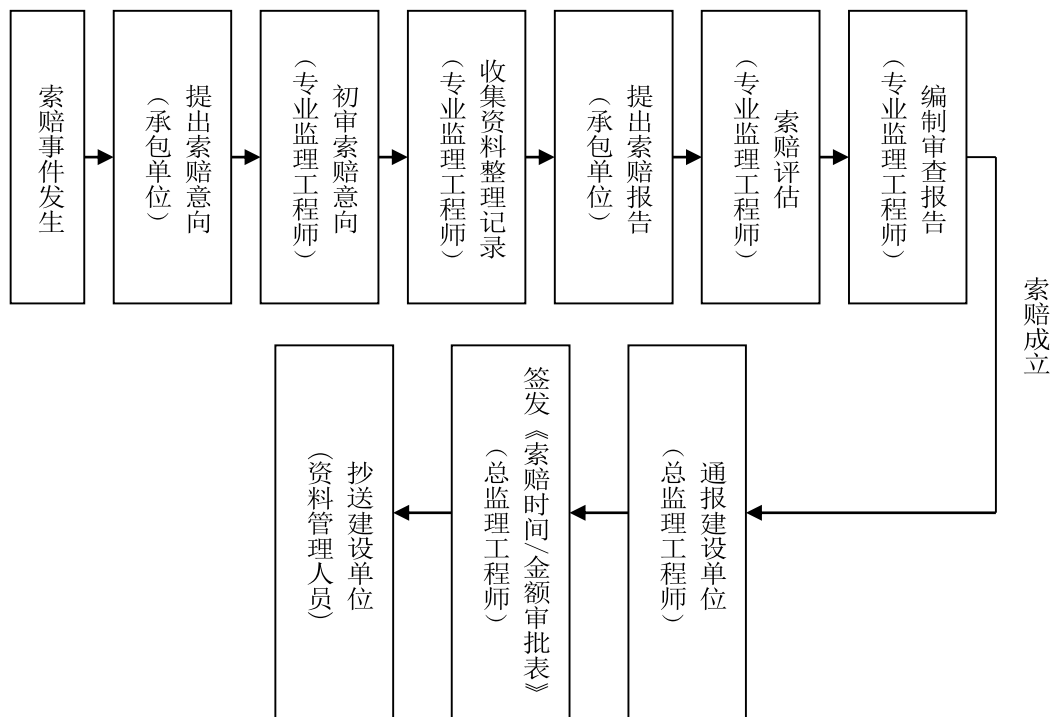 索赔事件发生
提出索赔意向
（承包单位）
初审索赔意向
（专业监理工程师）
收集资料整理记录
（专业监理工程师）
提出索赔报告
（承包单位）
索赔评估
（专业监理工程师）
编制审查报告
（专业监理工程师）
索赔成立
通报建设单位
（总监理工程师）
签发《索赔时间/金额审批表》
（总监理工程师）
抄送建设单位
(资料管理人员)